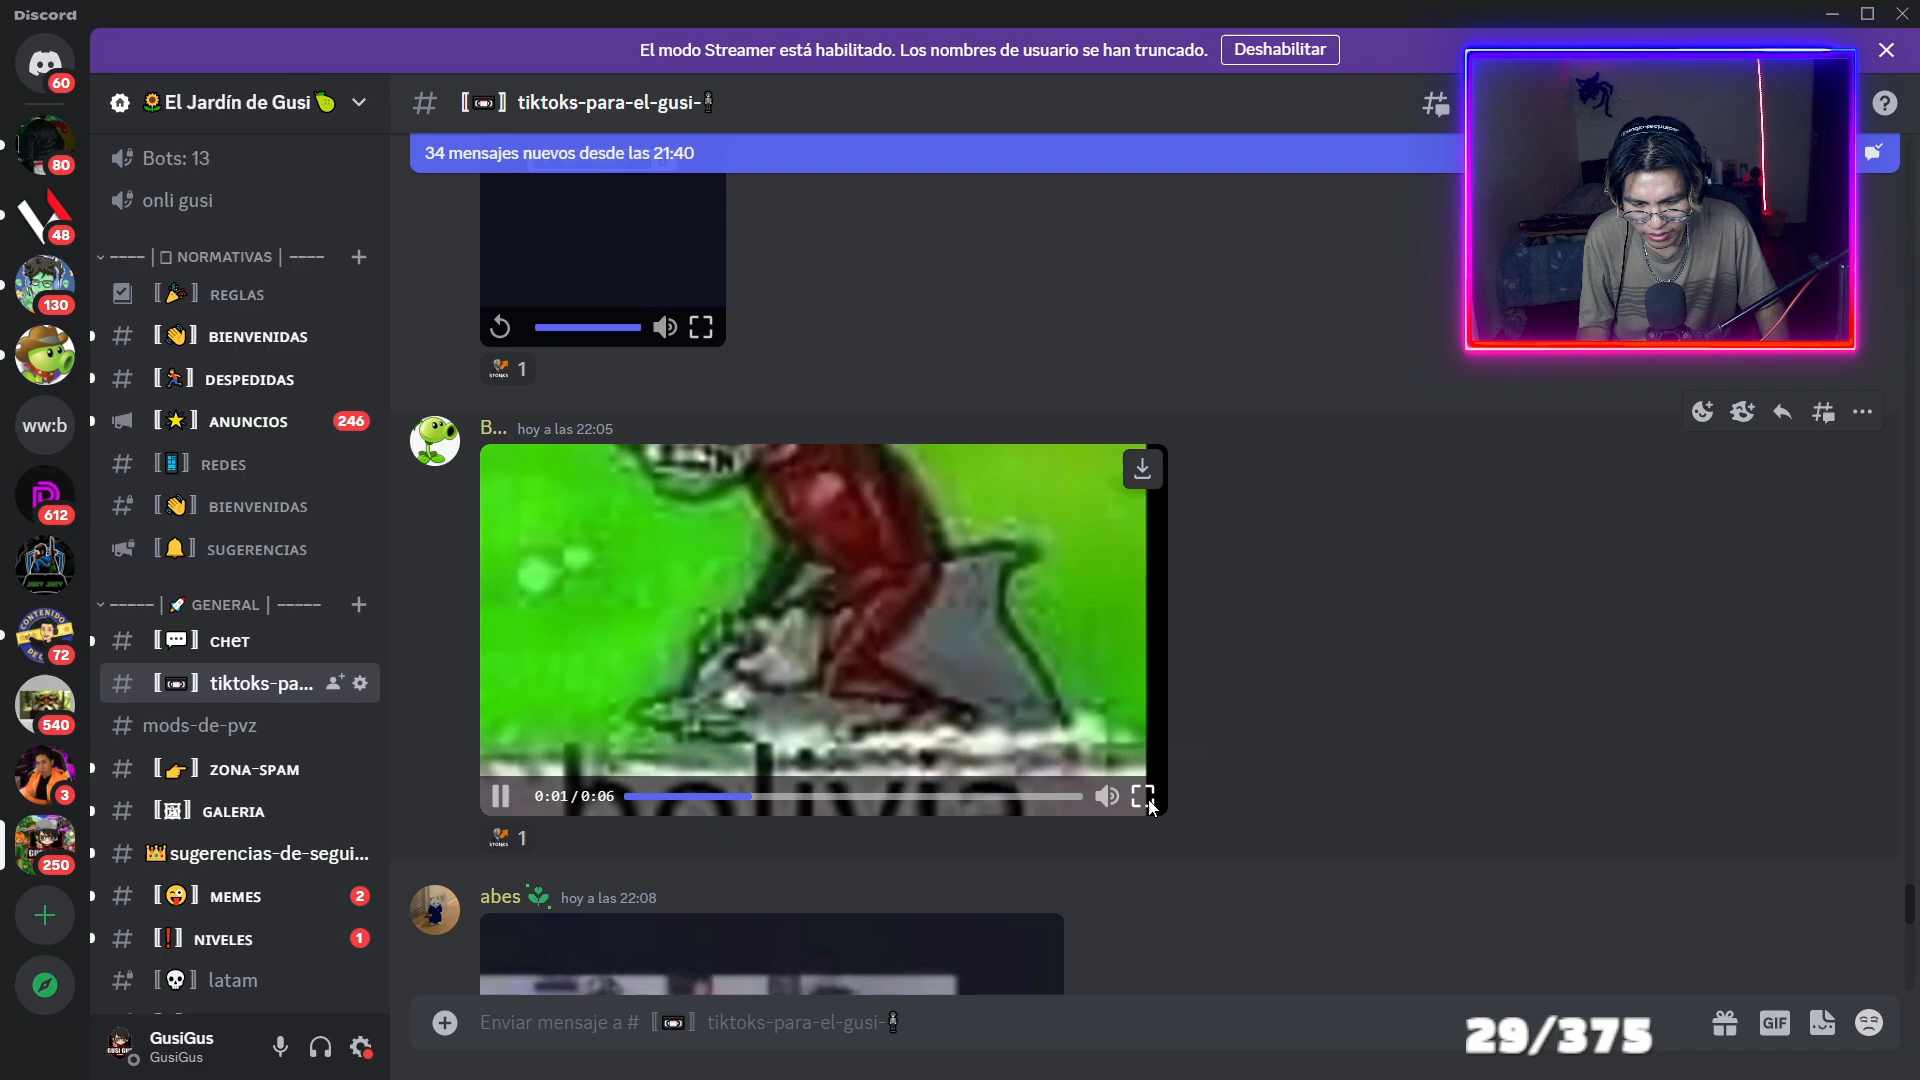 Discord
El modo Streamer está habilitado. Los nombres de usuario se han truncado.
Deshabilitar
60
80
48
130
ww:b
612
72
540
3
250
🌻El Jardín de Gusi🍋
Bots: 13
onli gusi
---- | NORMATIVAS | ----
REGLAS
BIENVENIDAS
DESPEDIDAS
ANUNCIOS 246
REDES
BIENVENIDAS
SUGERENCIAS
----- | 🚀 GENERAL | -----
CHET
tiktoks-pa...
mods-de-pvz
ZONA-SPAM
GALERIA
👑 sugerencias-de-segui...
MEMES 2
NIVELES 1
latam
GusiGus
GusiGus
tiktoks-para-el-gusi-
34 mensajes nuevos desde las 21:40
STONKS 1
B... hoy a las 22:05
0:01/0:06
STONKS 1
abes hoy a las 22:08
Enviar mensaje a # 〚📼〛 tiktoks-para-el-gusi-
GIF
29/375